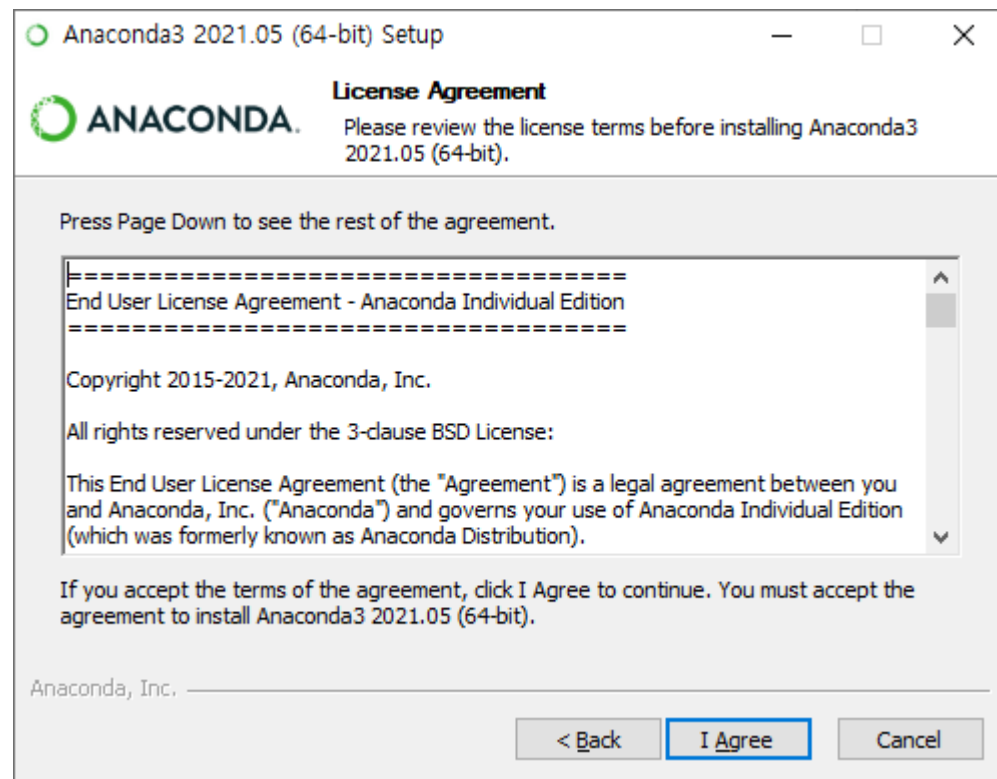 Anaconda3 2021.05 (64-bit) Setup
ANACONDA.
License Agreement
Please review the license terms before installing Anaconda3
2021.05 (64-bit).
Press Page Down to see the rest of the agreement.
===================================
End User License Agreement - Anaconda Individual Edition
===================================
Copyright 2015-2021, Anaconda, Inc.
All rights reserved under the 3-clause BSD License:
This End User License Agreement (the "Agreement") is a legal agreement between you
and Anaconda, Inc. ("Anaconda") and governs your use of Anaconda Individual Edition
(which was formerly known as Anaconda Distribution).
If you accept the terms of the agreement, click I Agree to continue. You must accept the
agreement to install Anaconda3 2021.05 (64-bit).
Anaconda, Inc.
< Back
I Agree
Cancel